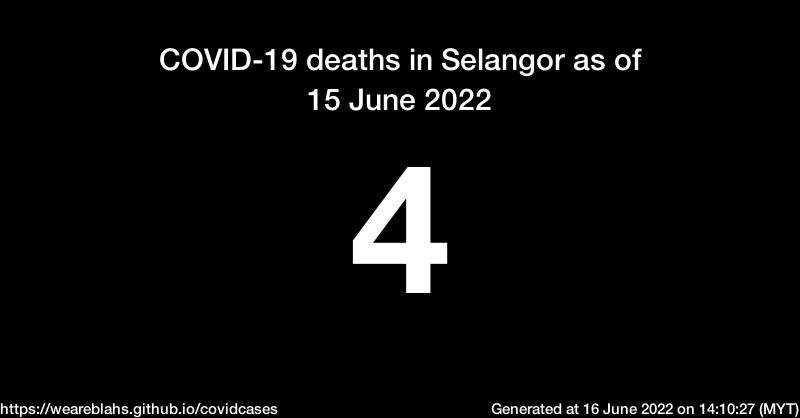 COVID-19 deaths in Selangor as of
15 June 2022
4
https://weareblahs.github.io/covidcases
Generated at 16 June 2022 on 14:10:27 (MYT)